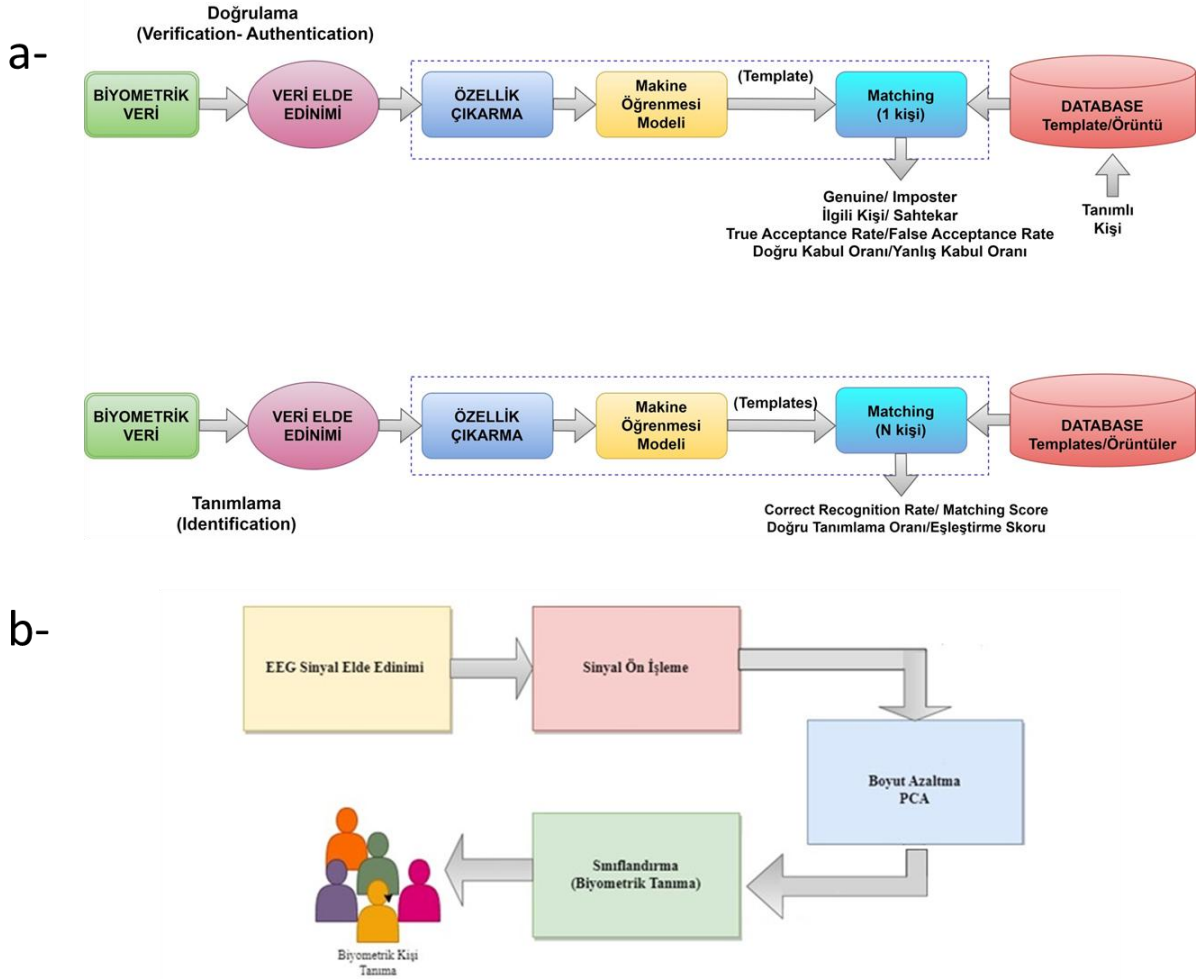 a-
Doğrulama
(Verification- Authentication)
BİYOMETRİK
VERİ
VERİ ELDE
EDİNİMİ
ÖZELLİK
ÇIKARMA
Makine
Öğrenmesi
Modeli
(Template)
Matching
(1 kişi)
DATABASE
Template/Örüntü
Genuine/ Imposter
İlgili Kişi/ Sahtekar
True Acceptance Rate/False Acceptance Rate
Doğru Kabul Oranı/Yanlış Kabul Oranı
Tanımlı
Kişi
BİYOMETRİK
VERİ
VERİ ELDE
EDİNİMİ
ÖZELLİK
ÇIKARMA
Makine
Öğrenmesi
Modeli
(Templates)
Matching
(N kişi)
DATABASE
Templates/Örüntüler
Tanımlama
(Identification)
Correct Recognition Rate/ Matching Score
Doğru Tanımlama Oranı/Eşleştirme Skoru
b-
EEG Sinyal Elde Edinimi
Sinyal Ön İşleme
Boyut Azaltma
PCA
Sınıflandırma
(Biyometrik Tanıma)
Biyometrik Kişi
Tanıma